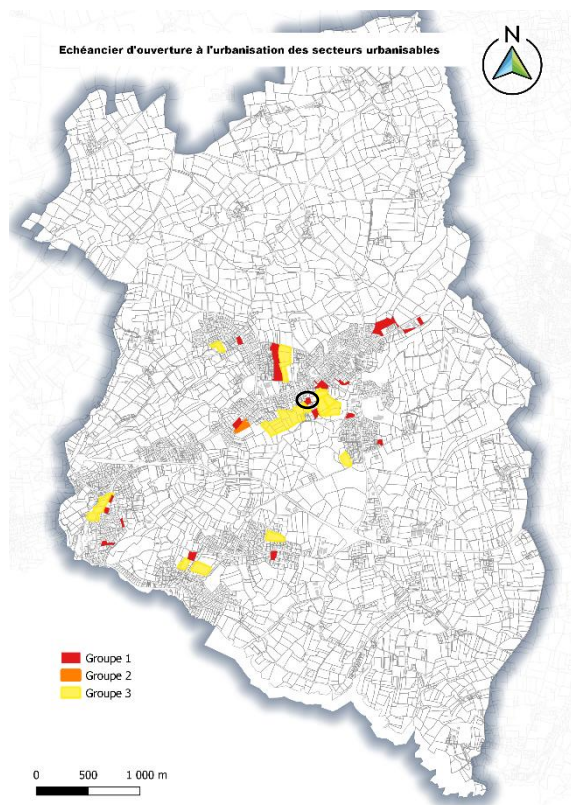 Echéancier d'ouverture à l'urbanisation des secteurs urbanisables
N
Groupe 1
Groupe 2
Groupe 3
0 500 1 000 m